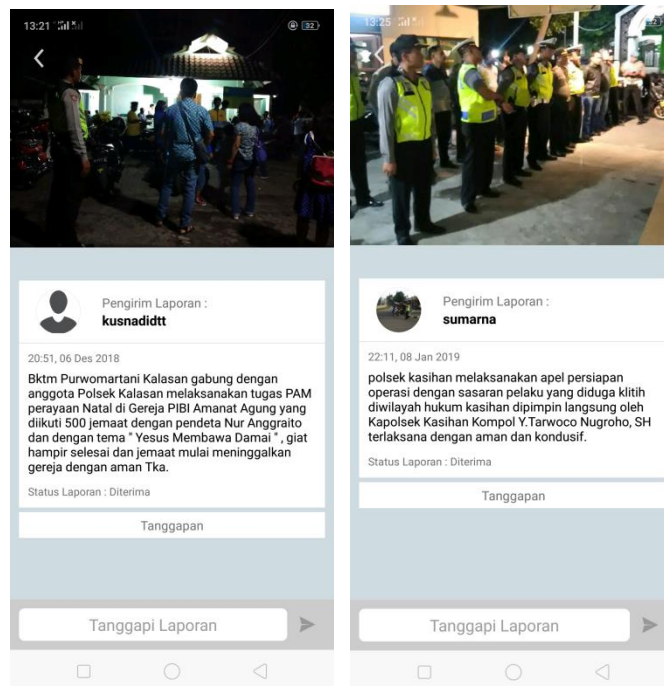 13:21
32
Pengirim Laporan :
kusnadidtt
20:51, 06 Des 2018
Bktm Purwomartani Kalasan gabung dengan
anggota Polsek Kalasan melaksanakan tugas PAM
perayaan Natal di Gereja PIBI Amanat Agung yang
diikuti 500 jemaat dengan pendeta Nur Anggraito
dan dengan tema " Yesus Membawa Damai " , giat
hampir selesai dan jemaat mulai meninggalkan
gereja dengan aman Tka.
Status Laporan : Diterima
Tanggapan
Tanggapi Laporan
13:25
Pengirim Laporan :
sumarna
22:11, 08 Jan 2019
polsek kasihan melaksanakan apel persiapan
operasi dengan sasaran pelaku yang diduga klitih
diwilayah hukum kasihan dipimpin langsung oleh
Kapolsek Kasihan Kompol Y.Tarwoco Nugroho, SH
terlaksana dengan aman dan kondusif.
Status Laporan : Diterima
Tanggapan
Tanggapi Laporan